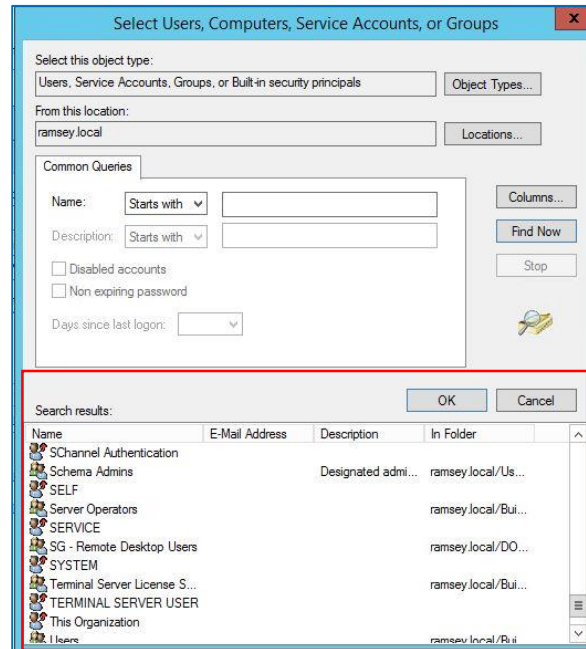 Select Users, Computers, Service Accounts, or Groups x
Select this object type:
Users, Service Accounts, Groups, or Built-in security principals Object Types...
From this location:
ramsey.local Locations...
Common Queries
Name: Starts with Columns...
Description: Starts with Find Now
Disabled accounts Stop
Non expiring password
Days since last logon:
OK Cancel
Search results:
Name E-Mail Address Description In Folder
SChannel Authentication
Schema Admins Designated admi... ramsey.local/Us...
SELF
Server Operators ramsey.local/Bui...
SERVICE
SG - Remote Desktop Users ramsey.local/DO...
SYSTEM
Terminal Server License S... ramsey.local/Bui...
TERMINAL SERVER USER
This Organization
Users ramsey.local/Bui...